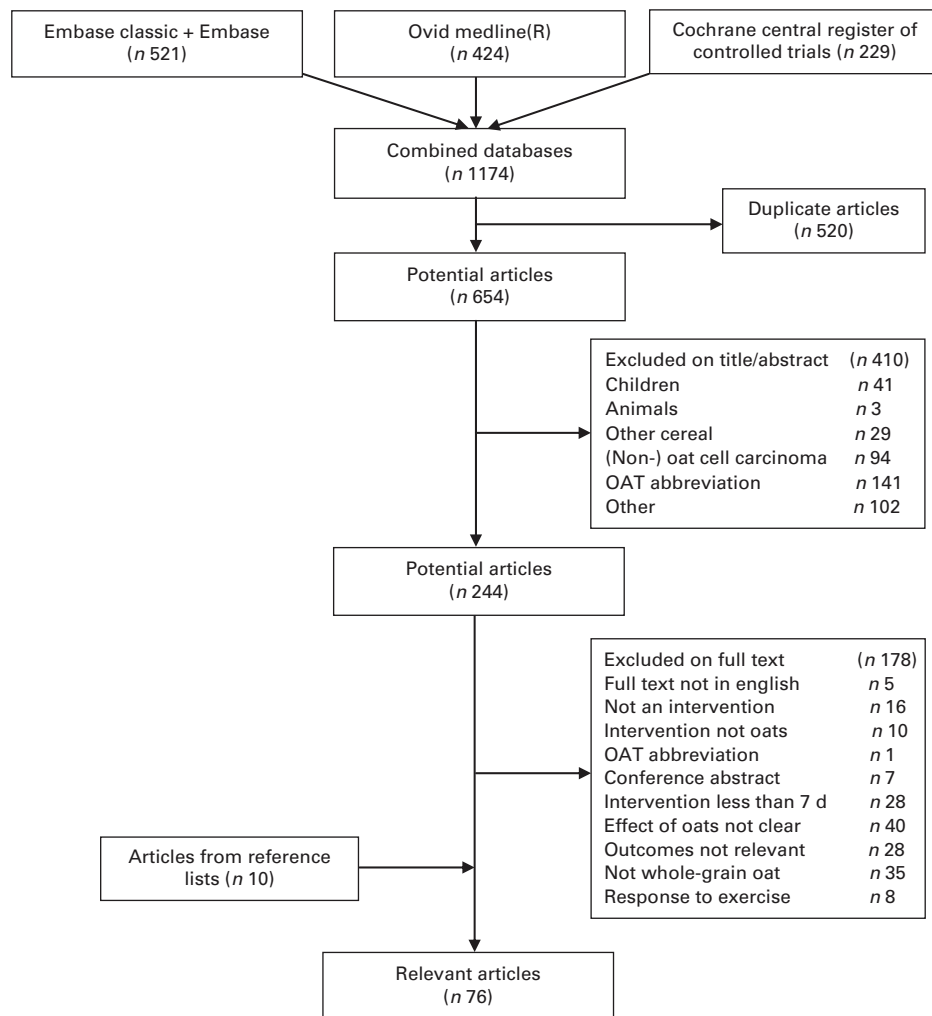 Embase classic + Embase
(n 521)
Ovid medline(R)
(n 424)
Cochrane central register of
controlled trials (n 229)
Combined databases
(n 1174)
Duplicate articles
(n 520)
Potential articles
(n 654)
Excluded on title/abstract (n 410)
Children n 41
Animals n 3
Other cereal n 29
(Non-) oat cell carcinoma n 94
OAT abbreviation n 141
Other n 102
Potential articles
(n 244)
Excluded on full text (n 178)
Full text not in english n 5
Not an intervention n 16
Intervention not oats n 10
OAT abbreviation n 1
Conference abstract n 7
Intervention less than 7 d n 28
Effect of oats not clear n 40
Outcomes not relevant n 28
Not whole-grain oat n 35
Response to exercise n 8
Articles from reference
lists (n 10)
Relevant articles
(n 76)